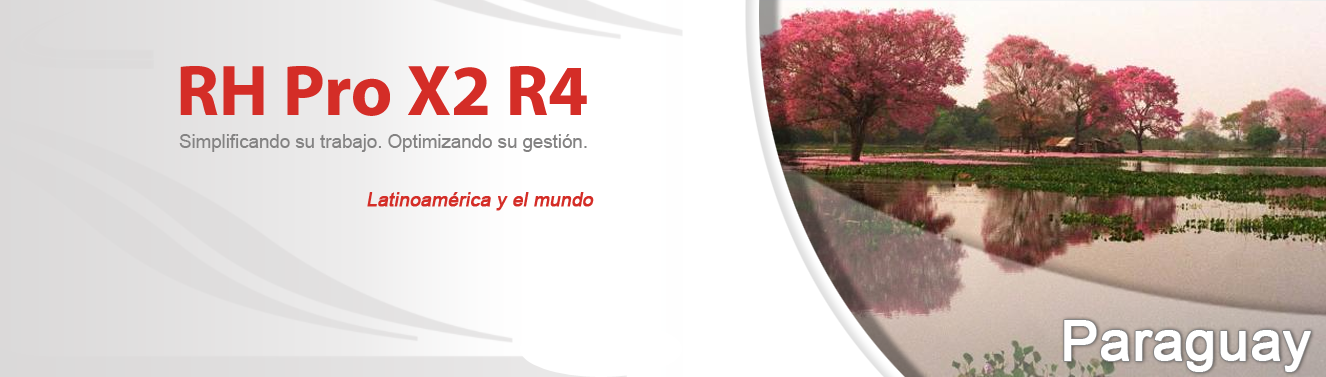 RH Pro X2 R4
Simplificando su trabajo. Optimizando su gestión.
Latinoamérica y el mundo
Paraguay